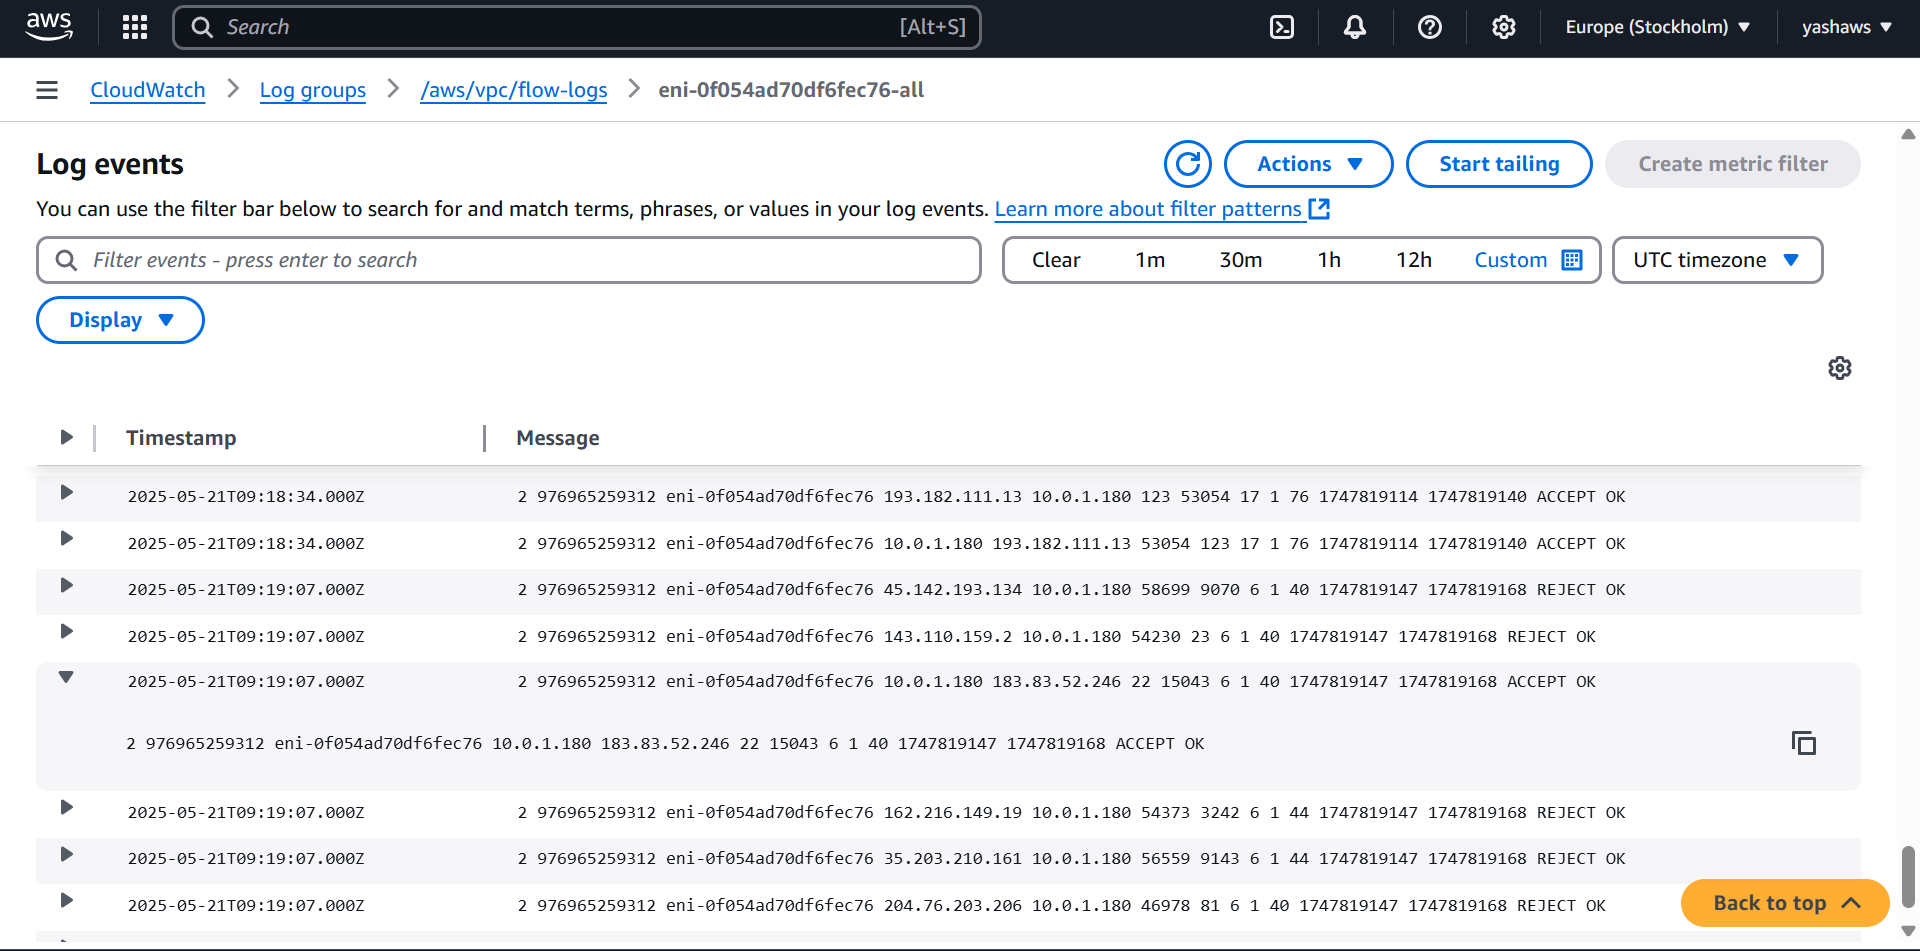 aws Search [Alt+S] Europe (Stockholm) yashaws
CloudWatch Log groups /aws/vpc/flow-logs eni-0f054ad70df6fec76-all
Log events Actions Start tailing Create metric filter
You can use the filter bar below to search for and match terms, phrases, or values in your log events. Learn more about filter patterns
Filter events - press enter to search Clear 1m 30m 1h 12h Custom UTC timezone
Display
Timestamp Message
2025-05-21T09:18:34.000Z 2 976965259312 eni-0f054ad70df6fec76 193.182.111.13 10.0.1.180 123 53054 17 1 76 1747819114 1747819140 ACCEPT OK
2025-05-21T09:18:34.000Z 2 976965259312 eni-0f054ad70df6fec76 10.0.1.180 193.182.111.13 53054 123 17 1 76 1747819114 1747819140 ACCEPT OK
2025-05-21T09:19:07.000Z 2 976965259312 eni-0f054ad70df6fec76 45.142.193.134 10.0.1.180 58699 9070 6 1 40 1747819147 1747819168 REJECT OK
2025-05-21T09:19:07.000Z 2 976965259312 eni-0f054ad70df6fec76 143.110.159.2 10.0.1.180 54230 23 6 1 40 1747819147 1747819168 REJECT OK
2025-05-21T09:19:07.000Z 2 976965259312 eni-0f054ad70df6fec76 10.0.1.180 183.83.52.246 22 15043 6 1 40 1747819147 1747819168 ACCEPT OK
2 976965259312 eni-0f054ad70df6fec76 10.0.1.180 183.83.52.246 22 15043 6 1 40 1747819147 1747819168 ACCEPT OK
2025-05-21T09:19:07.000Z 2 976965259312 eni-0f054ad70df6fec76 162.216.149.19 10.0.1.180 54373 3242 6 1 44 1747819147 1747819168 REJECT OK
2025-05-21T09:19:07.000Z 2 976965259312 eni-0f054ad70df6fec76 35.203.210.161 10.0.1.180 56559 9143 6 1 44 1747819147 1747819168 REJECT OK
2025-05-21T09:19:07.000Z 2 976965259312 eni-0f054ad70df6fec76 204.76.203.206 10.0.1.180 46978 81 6 1 40 1747819147 1747819168 REJECT OK
Back to top